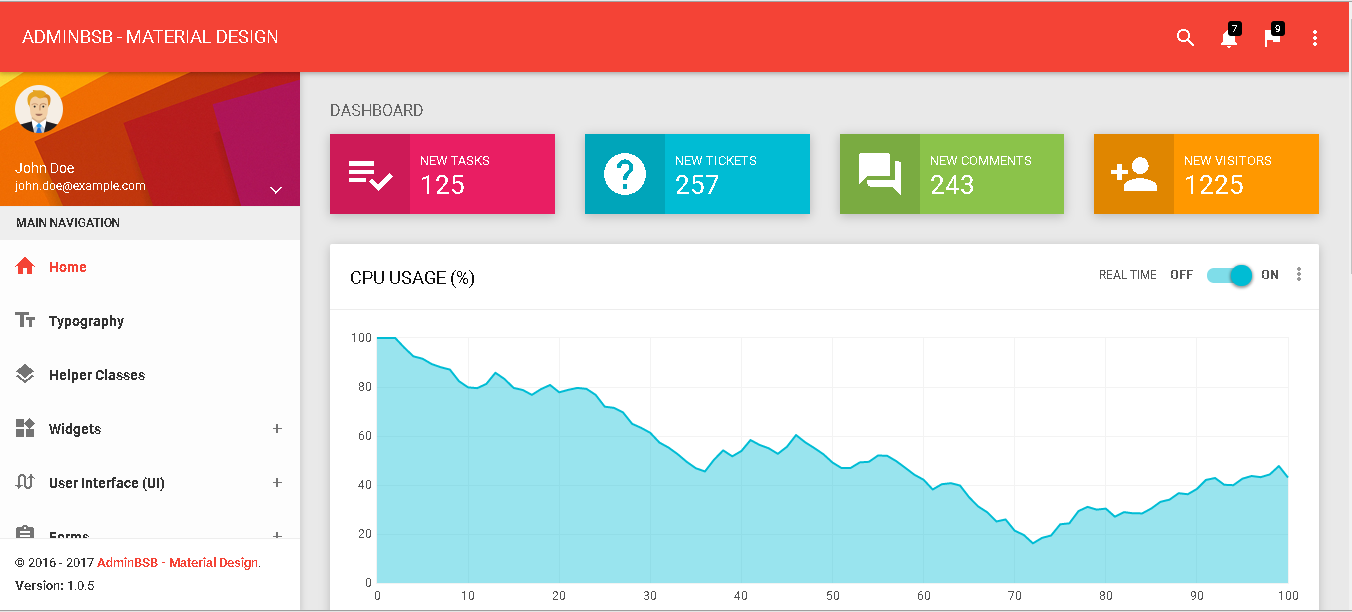 ADMINBSB - MATERIAL DESIGN
7
9
John Doe
john.doe@example.com
MAIN NAVIGATION
Home
Typography
Helper Classes
Widgets +
User Interface (UI) +
Forms +
© 2016 - 2017 AdminBSB - Material Design.
Version: 1.0.5
DASHBOARD
NEW TASKS
125
NEW TICKETS
257
NEW COMMENTS
243
NEW VISITORS
1225
CPU USAGE (%)
REAL TIME OFF ON
100
80
60
40
20
0
0 10 20 30 40 50 60 70 80 90 100